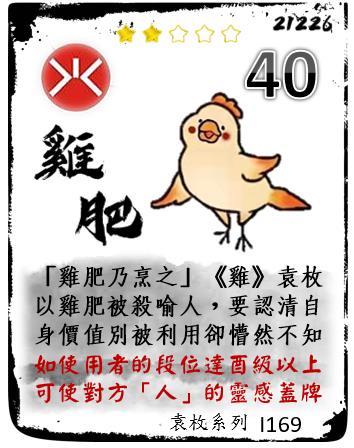 21226
40
雞
肥
「雞肥乃烹之」《雞》袁枚
以雞肥被殺喻人，要認清自
身價值別被利用卻懵然不知
如使用者的段位達酉級以上
可使對方「人」的靈感蓋牌
袁枚系列 I169